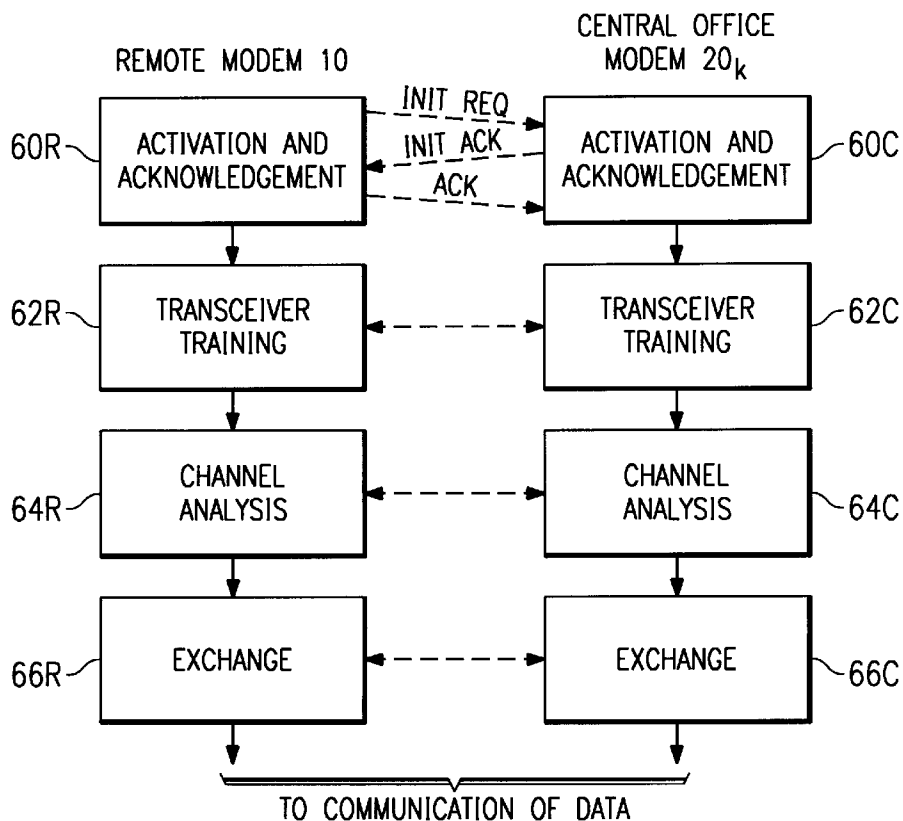 REMOTE MODEM 10
CENTRAL OFFICE
MODEM 20k
INIT REQ
INIT ACK
ACK
60R
ACTIVATION AND
ACKNOWLEDGEMENT
ACTIVATION AND
ACKNOWLEDGEMENT
60C
62R
TRANSCEIVER
TRAINING
TRANSCEIVER
TRAINING
62C
64R
CHANNEL
ANALYSIS
CHANNEL
ANALYSIS
64C
66R
EXCHANGE
EXCHANGE
66C
TO COMMUNICATION OF DATA